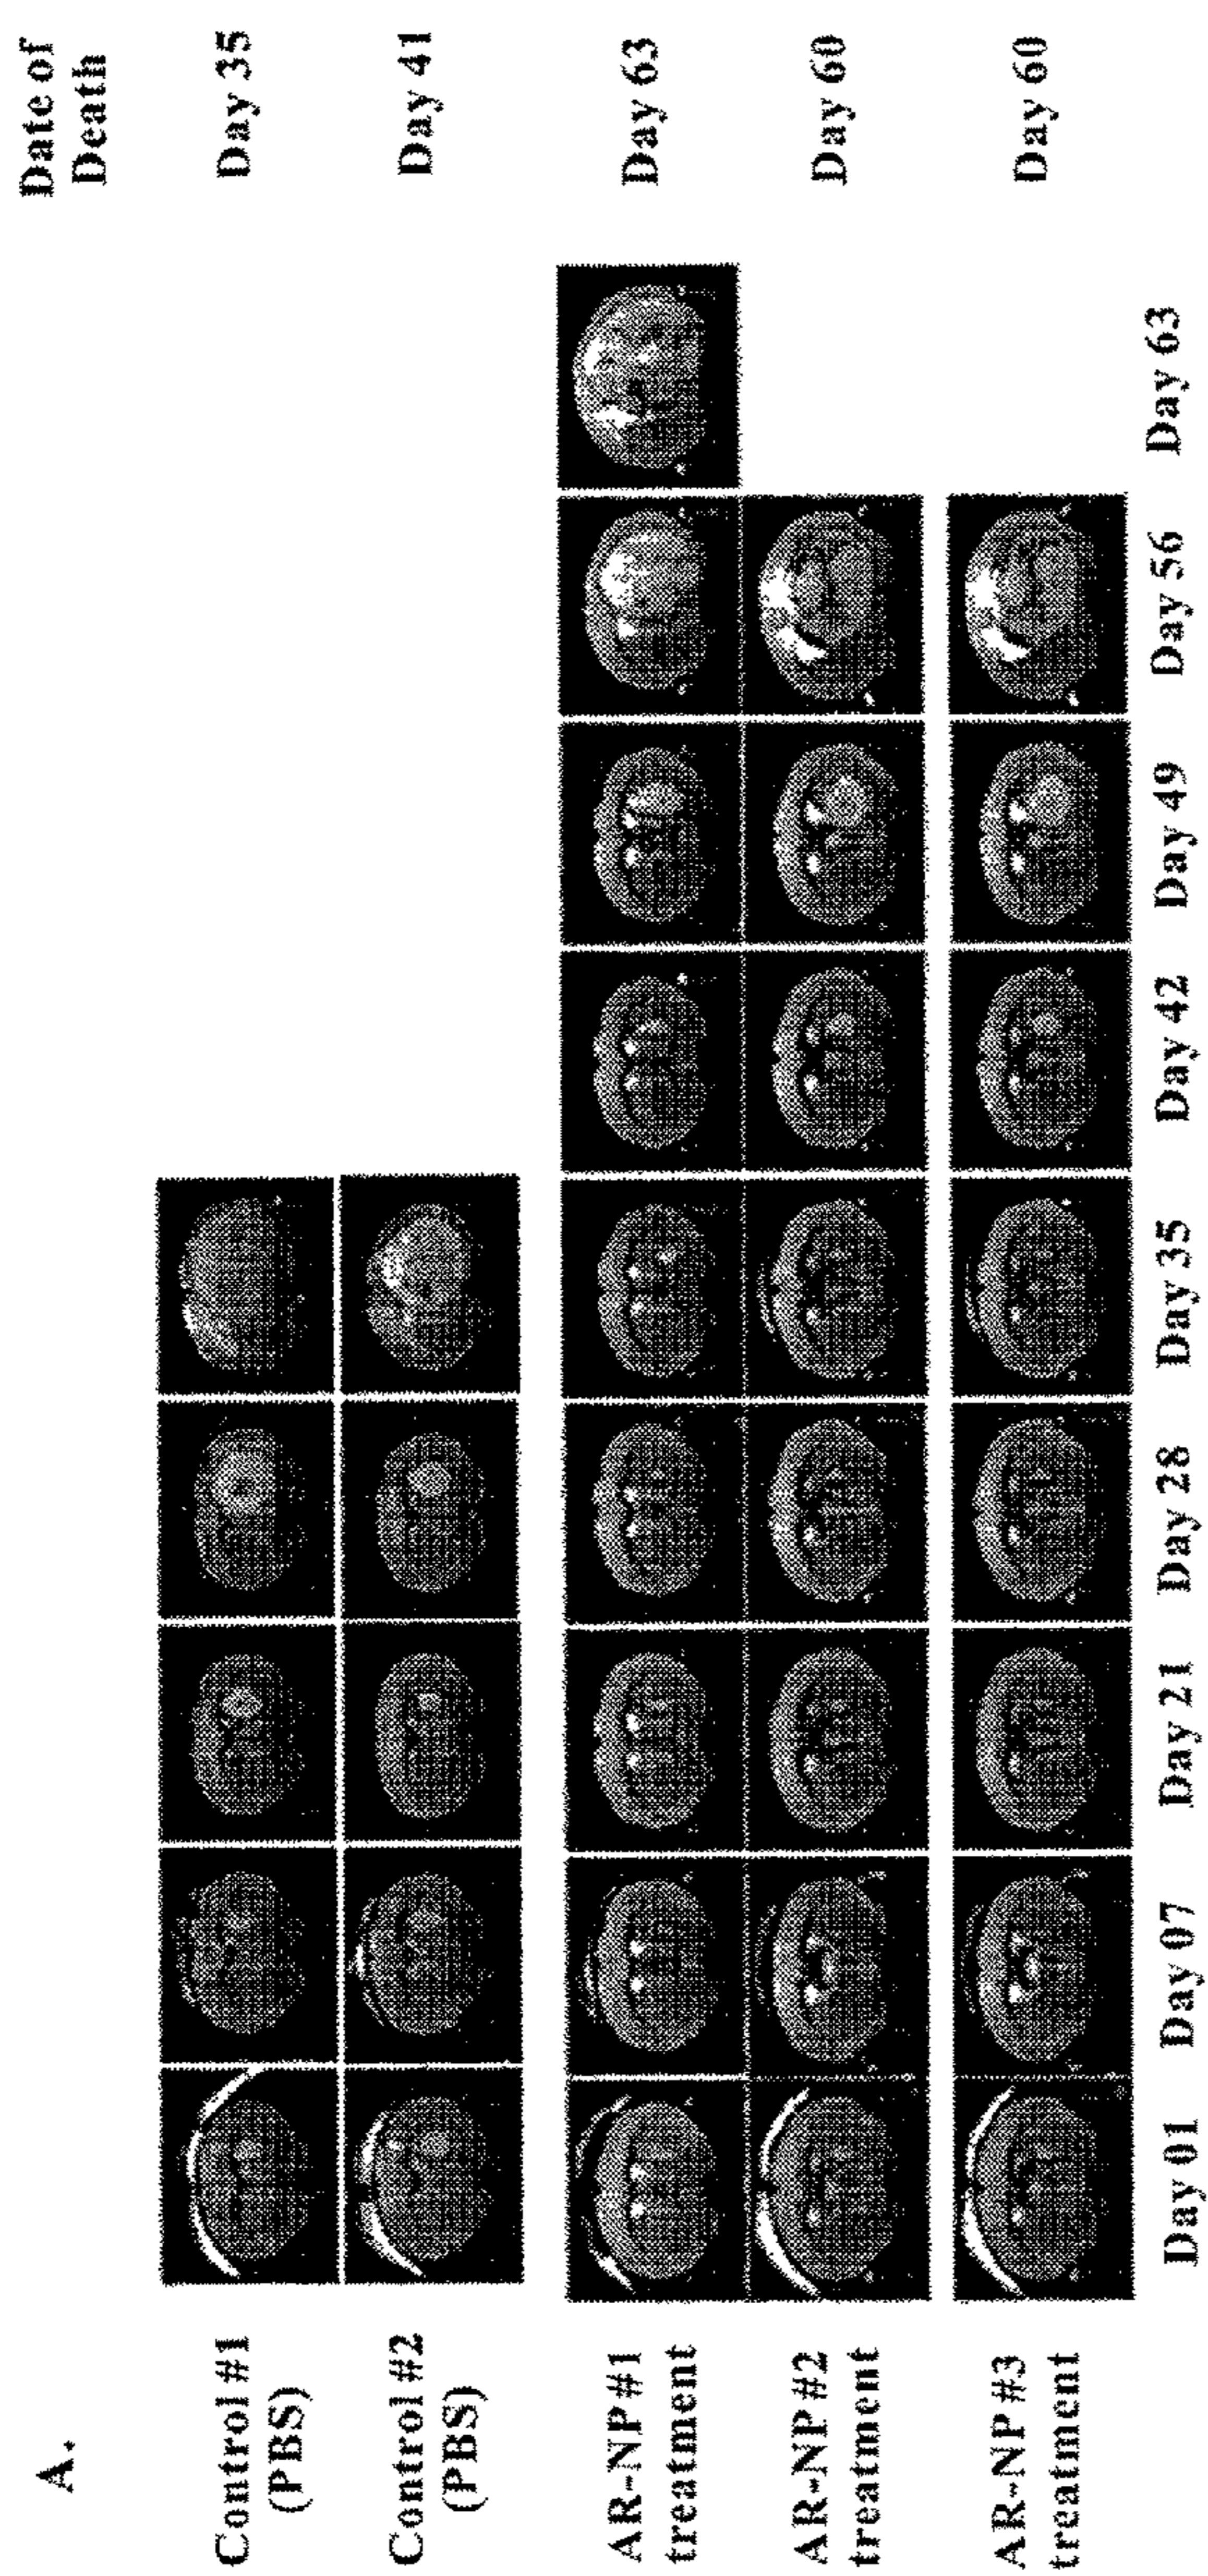 A.
Date of
Death
Control #1
(PBS)
Day 35
Control #2
(PBS)
Day 41
AR-NP #1
treatment
Day 63
AR-NP #2
treatment
Day 60
AR-NP #3
treatment
Day 60
Day 01
Day 07
Day 21
Day 28
Day 35
Day 42
Day 49
Day 56
Day 63